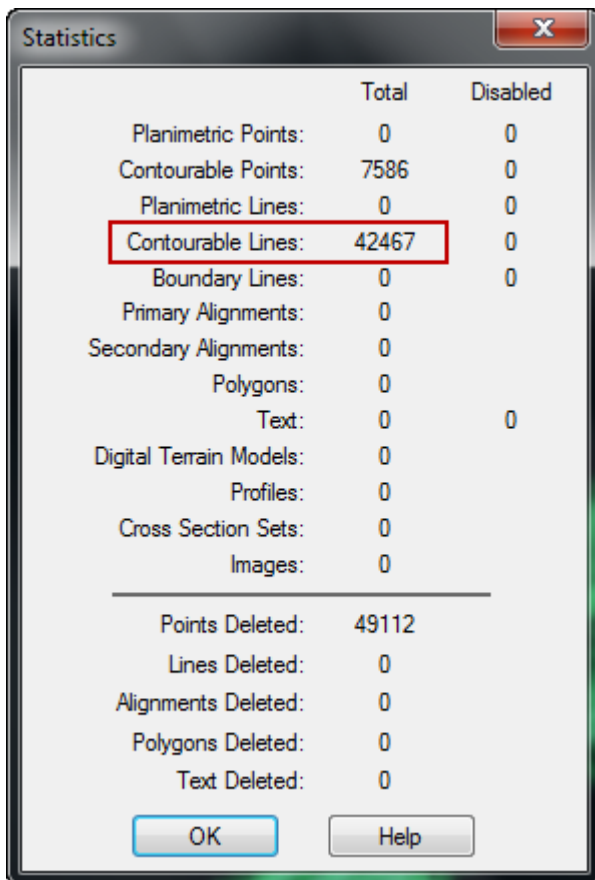 Statistics
Total Disabled
Planimetric Points: 0 0
Contourable Points: 7586 0
Planimetric Lines: 0 0
Contourable Lines: 42467 0
Boundary Lines: 0 0
Primary Alignments: 0
Secondary Alignments: 0
Polygons: 0
Text: 0 0
Digital Terrain Models: 0
Profiles: 0
Cross Section Sets: 0
Images: 0
Points Deleted: 49112
Lines Deleted: 0
Alignments Deleted: 0
Polygons Deleted: 0
Text Deleted: 0
OK Help